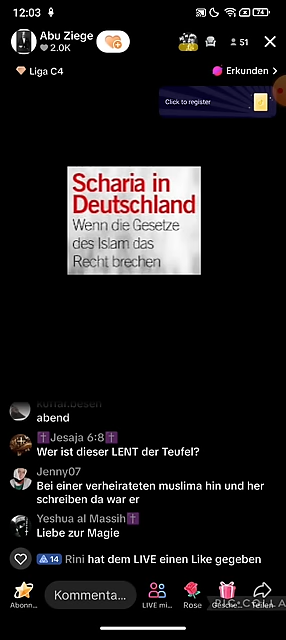 12:03
74
Abu Ziege
2.0K
51
Liga C4
Erkunden
Click to register
Scharia in
Deutschland
Wenn die Gesetze
des Islam das
Recht brechen
abend
Jesaja 6:8
Wer ist dieser LENT der Teufel?
Jenny07
Bei einer verheirateten muslima hin und her
schreiben da war er
Yeshua al Massih
Liebe zur Magie
14 Rini hat dem LIVE einen Like gegeben
Kommenta...
Abonn... LIVE mi... Rose Gesche... Teilen